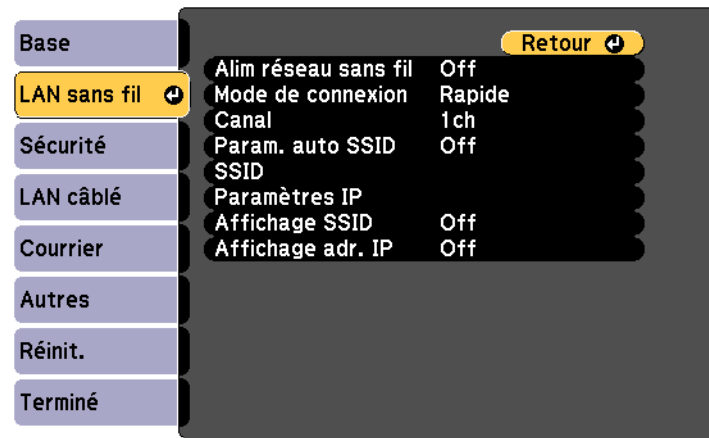 Base
LAN sans fil
Sécurité
LAN câblé
Courrier
Autres
Réinit.
Terminé
Retour
Alim réseau sans fil Off
Mode de connexion Rapide
Canal 1ch
Param. auto SSID Off
SSID
Paramètres IP
Affichage SSID Off
Affichage adr. IP Off